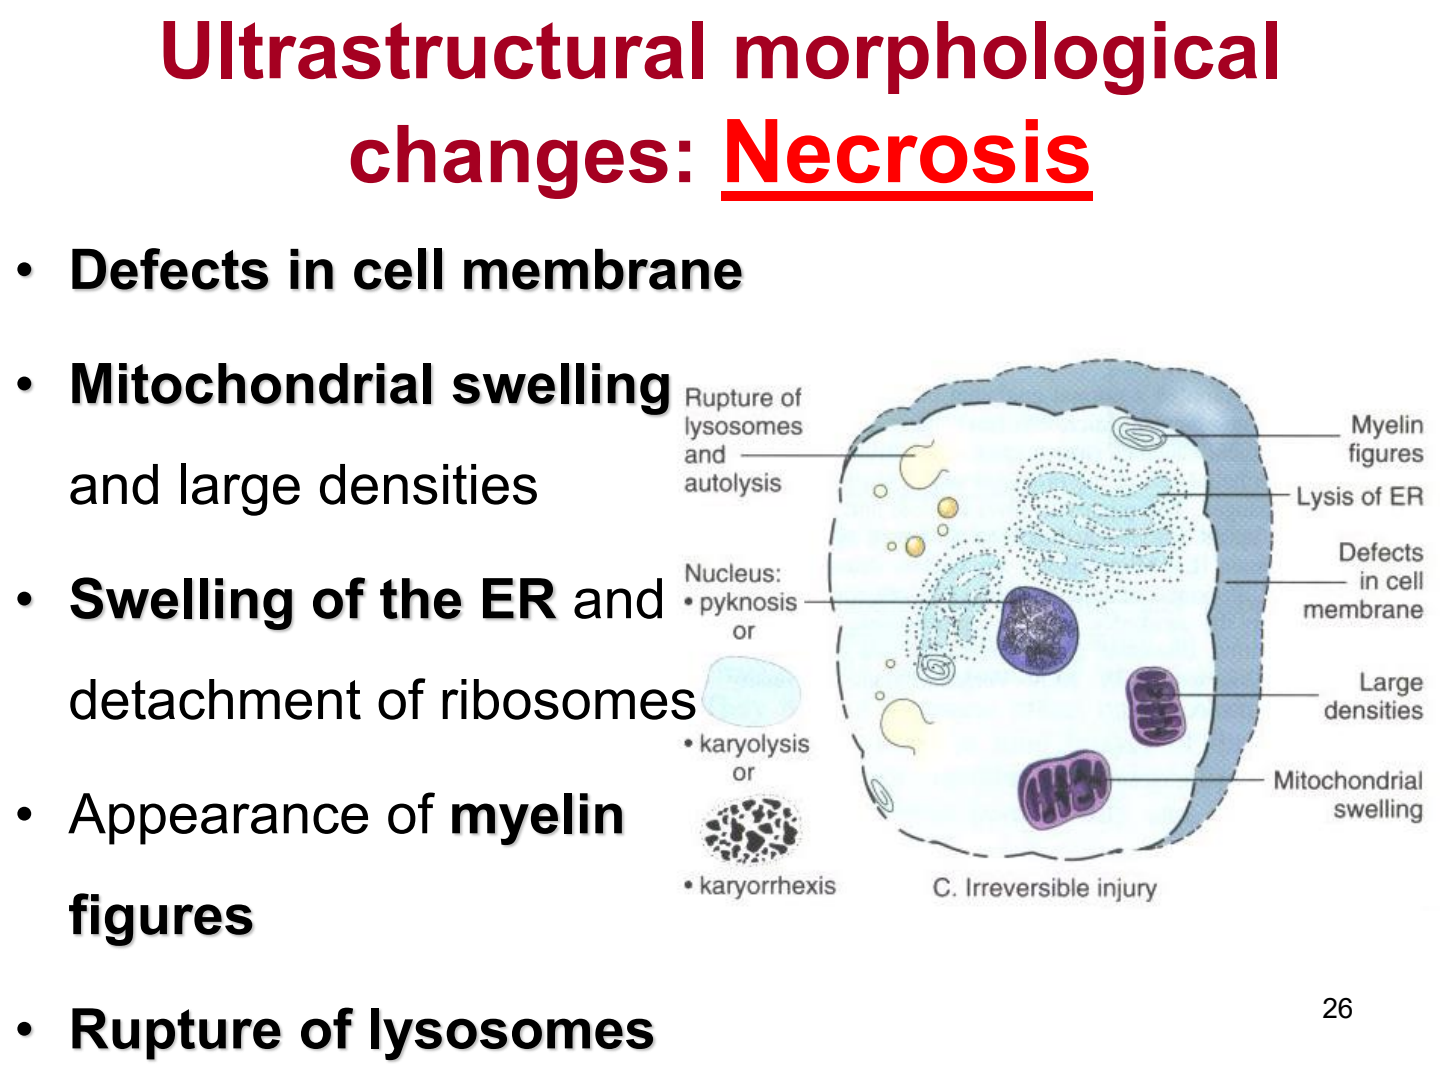 Ultrastructural morphological
changes: Necrosis
• Defects in cell membrane
• Mitochondrial swelling
and large densities
• Swelling of the ER and
detachment of ribosomes
• Appearance of myelin
figures
• Rupture of lysosomes
Rupture of
lysosomes
and
autolysis
Nucleus:
• pyknosis
or
• karyolysis
or
• karyorrhexis
Myelin
figures
Lysis of ER
Defects
in cell
membrane
Large
densities
Mitochondrial
swelling
C. Irreversible injury
26